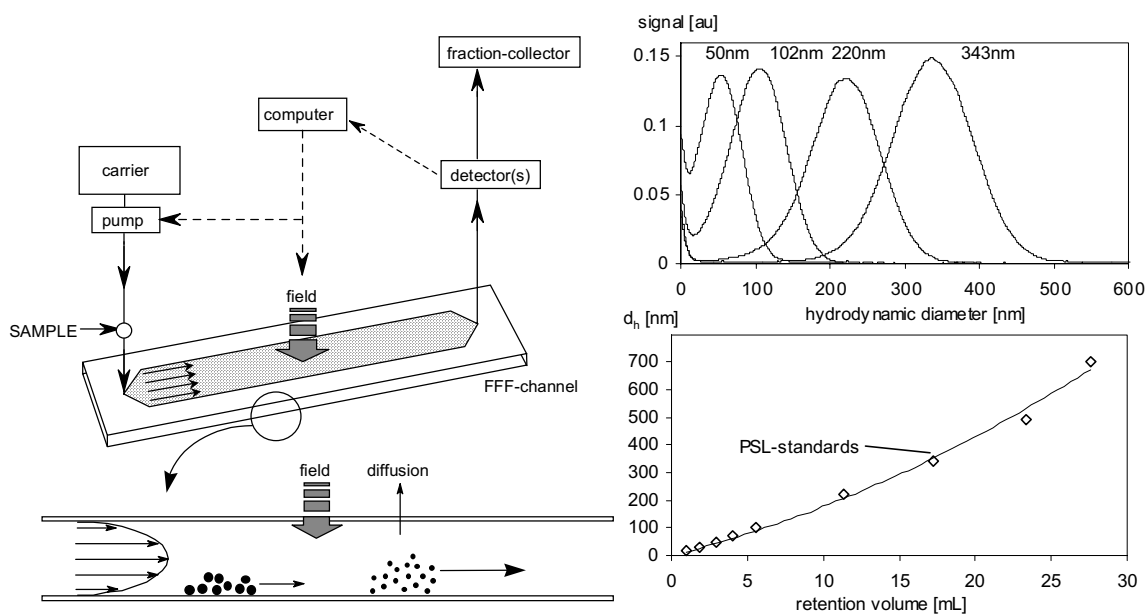 fraction-collector
computer
carrier
detector(s)
pump
field
SAMPLE
FFF-channel
field
diffusion
signal [au]
0.15
50nm 102nm 220nm 343nm
0.1
0.05
0
0 100 200 300 400 500 600
hydrodynamic diameter [nm]
dh [nm]
700
600
500
400
300
200
100
0
PSL-standards
0 5 10 15 20 25 30
retention volume [mL]